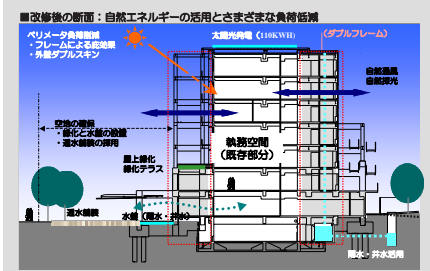 ■改修後の断面：自然エネルギーの活用とさまざまな負荷低減
ペリメータ負荷削減
・フレームによる庇効果
・外壁ダブルスキン
太陽光発電（110KWH）
（ダブルフレーム）
自然通風
自然採光
空地の確保
・緑化と水盤の設置
・透水舗装の採用
執務空間
（既存部分）
屋上緑化
緑化テラス
透水舗装
水盤（雨水・井水）
雨水・井水活用